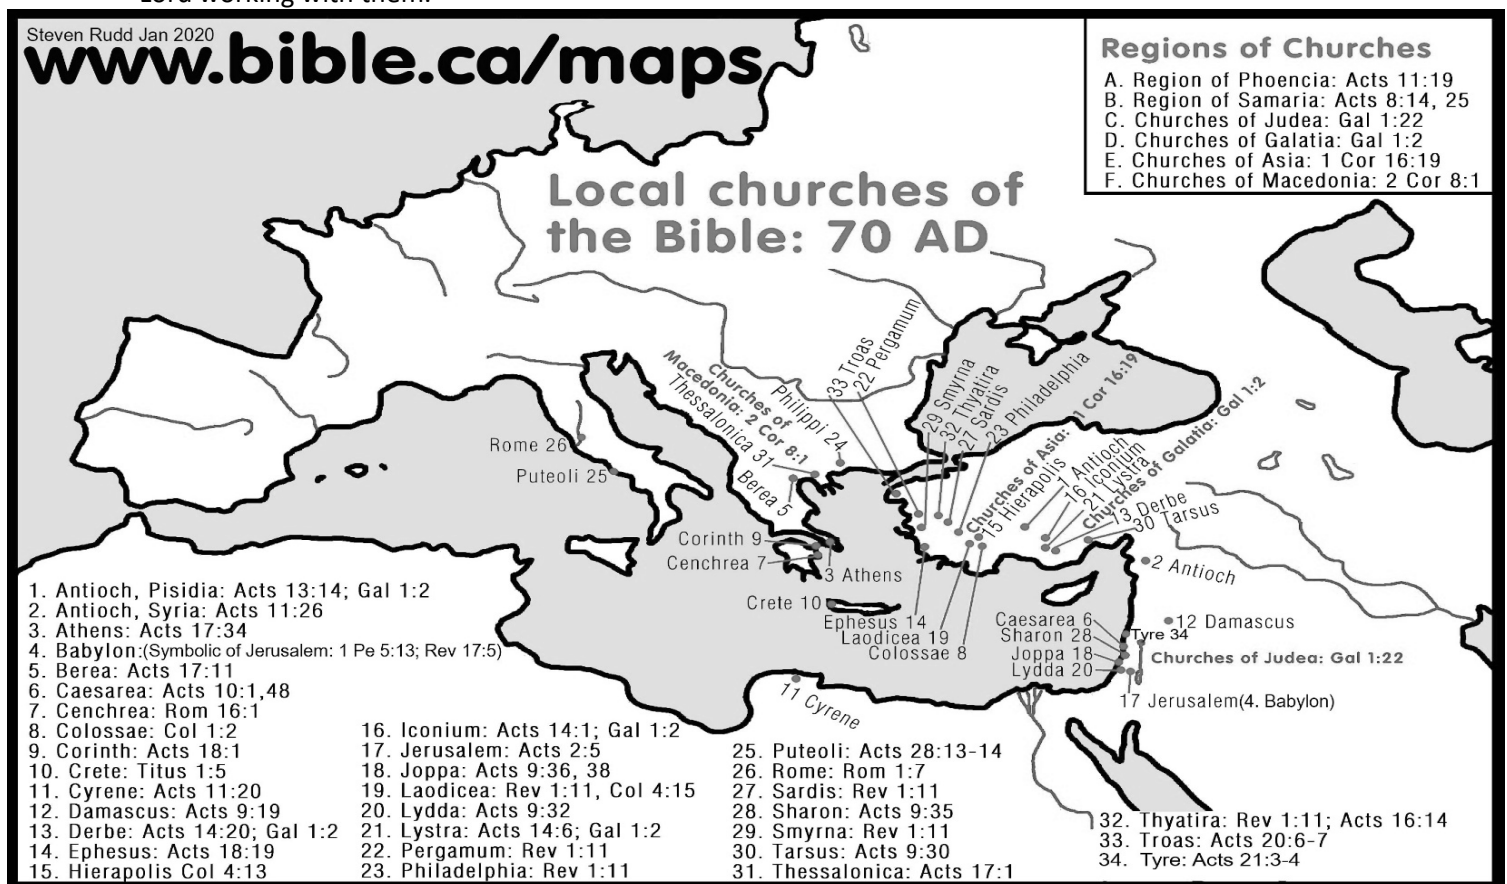 Lord working with them.
Steven Rudd Jan 2020
www.bible.ca/maps
Regions of Churches
A. Region of Phoencia: Acts 11:19
B. Region of Samaria: Acts 8:14, 25
C. Churches of Judea: Gal 1:22
D. Churches of Galatia: Gal 1:2
E. Churches of Asia: 1 Cor 16:19
F. Churches of Macedonia: 2 Cor 8:1
Local churches of
the Bible: 70 AD
33 Troas
22 Pergamum
Churches of
Macedonia: 2 Cor 8:1
Thessalonica 31
Philippi 24
Berea 5
29 Smyrna
32 Thyatira
27 Sardis
23 Philadelphia
Churches of Asia: 1 Cor 16:19
15 Hierapolis
1 Antioch
16 Iconium
21 Lystra
Churches of Galatia: Gal 1:2
13 Derbe
30 Tarsus
Rome 26
Puteoli 25
Corinth 9
Cenchrea 7
3 Athens
Crete 10
Ephesus 14
Laodicea 19
Colossae 8
2 Antioch
Caesarea 6
Sharon 28
Joppa 18
Lydda 20
Tyre 34
12 Damascus
Churches of Judea: Gal 1:22
17 Jerusalem(4. Babylon)
11 Cyrene
1. Antioch, Pisidia: Acts 13:14; Gal 1:2
2. Antioch, Syria: Acts 11:26
3. Athens: Acts 17:34
4. Babylon:(Symbolic of Jerusalem: 1 Pe 5:13; Rev 17:5)
5. Berea: Acts 17:11
6. Caesarea: Acts 10:1,48
7. Cenchrea: Rom 16:1
8. Colossae: Col 1:2
9. Corinth: Acts 18:1
10. Crete: Titus 1:5
11. Cyrene: Acts 11:20
12. Damascus: Acts 9:19
13. Derbe: Acts 14:20; Gal 1:2
14. Ephesus: Acts 18:19
15. Hierapolis Col 4:13
16. Iconium: Acts 14:1; Gal 1:2
17. Jerusalem: Acts 2:5
18. Joppa: Acts 9:36, 38
19. Laodicea: Rev 1:11, Col 4:15
20. Lydda: Acts 9:32
21. Lystra: Acts 14:6; Gal 1:2
22. Pergamum: Rev 1:11
23. Philadelphia: Rev 1:11
25. Puteoli: Acts 28:13-14
26. Rome: Rom 1:7
27. Sardis: Rev 1:11
28. Sharon: Acts 9:35
29. Smyrna: Rev 1:11
30. Tarsus: Acts 9:30
31. Thessalonica: Acts 17:1
32. Thyatira: Rev 1:11; Acts 16:14
33. Troas: Acts 20:6-7
34. Tyre: Acts 21:3-4